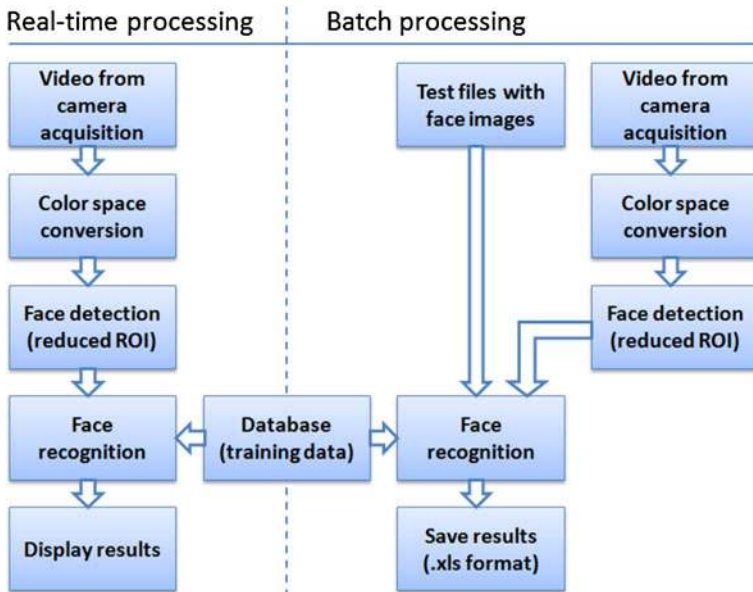 Real-time processing
Batch processing
Video from
camera
acquisition
Color space
conversion
Face detection
(reduced ROI)
Face
recognition
Display results
Database
(training data)
Test files with
face images
Face
recognition
Save results
(.xls format)
Video from
camera
acquisition
Color space
conversion
Face detection
(reduced ROI)